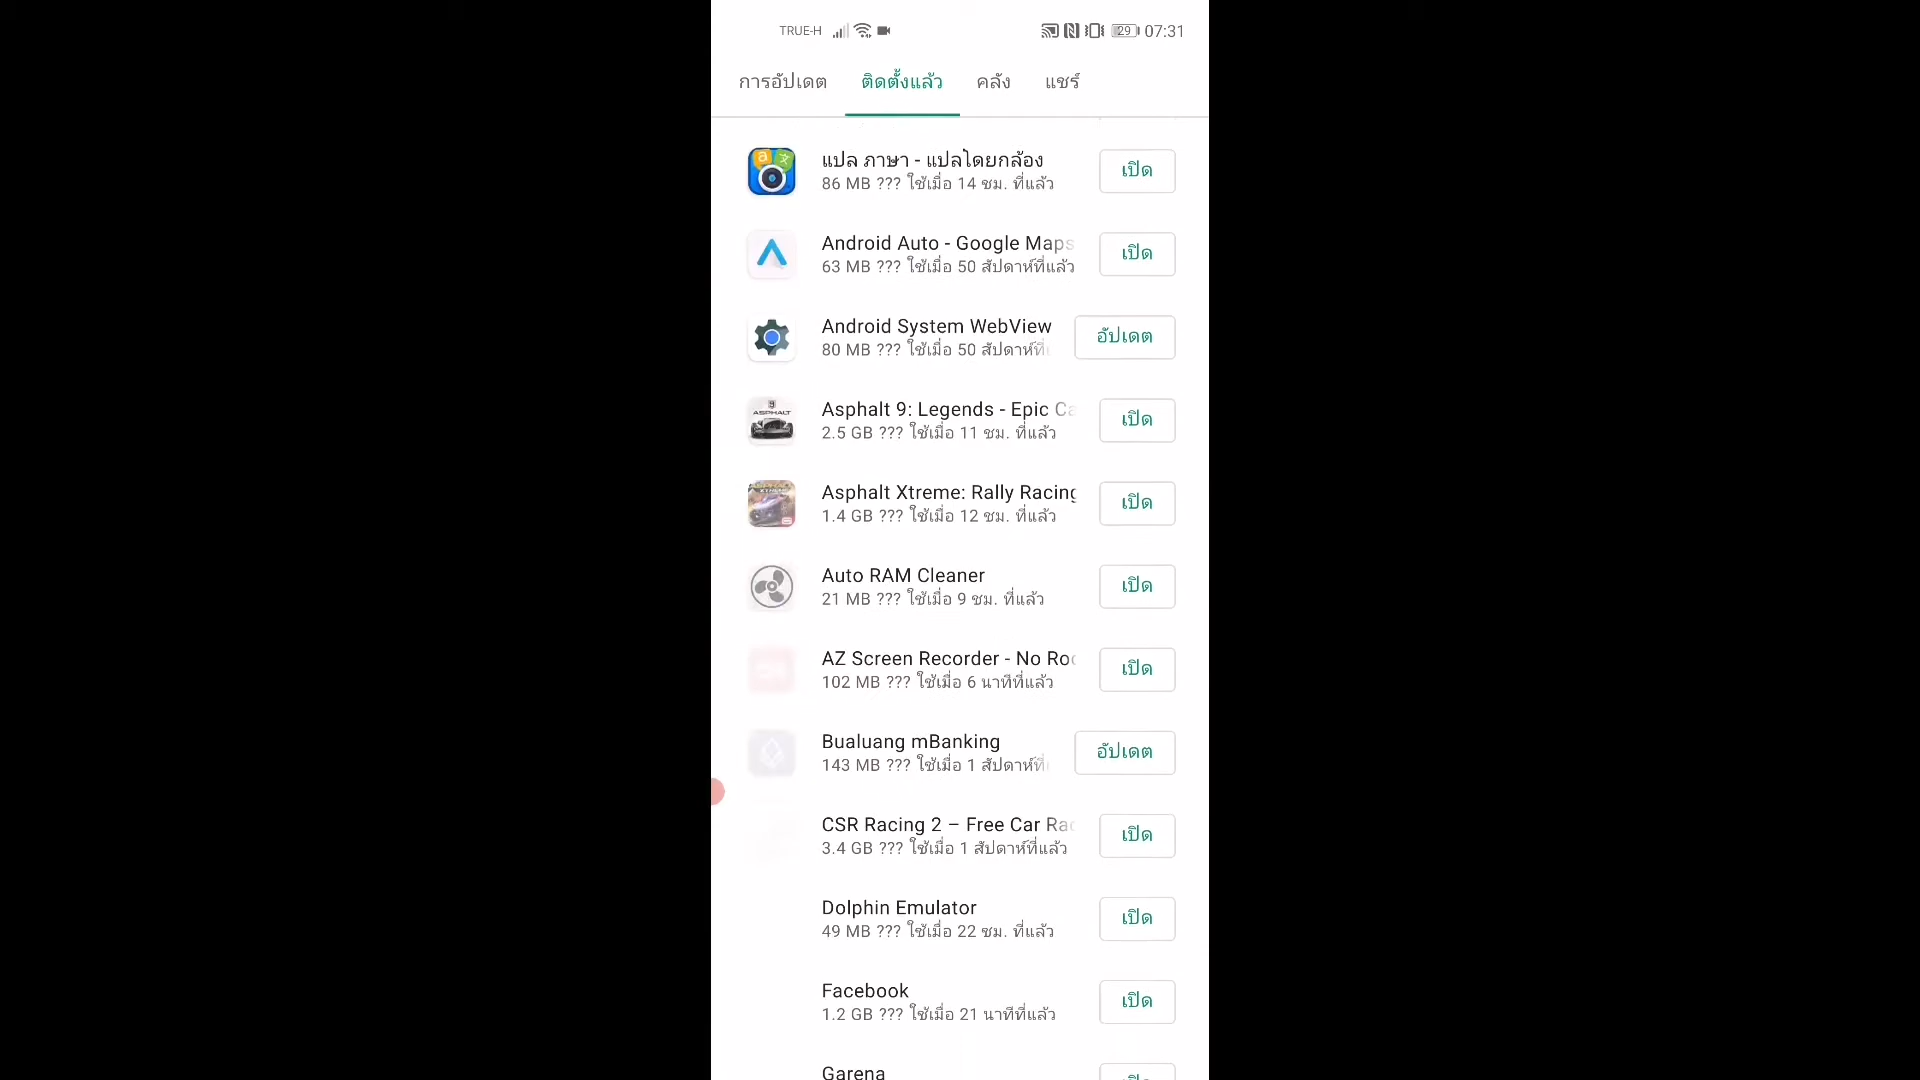 TRUE-H 29 07:31
การอัปเดต ติดตั้งแล้ว คลัง แชร์
แปล ภาษา - แปลโดยกล้อง
86 MB ??? ใช้เมื่อ 14 ชม. ที่แล้ว
เปิด
Android Auto - Google Maps
63 MB ??? ใช้เมื่อ 50 สัปดาห์ที่แล้ว
เปิด
Android System WebView
80 MB ??? ใช้เมื่อ 50 สัปดาห์ที่
อัปเดต
ASPHALT
Asphalt 9: Legends - Epic Ca
2.5 GB ??? ใช้เมื่อ 11 ชม. ที่แล้ว
เปิด
Asphalt Xtreme: Rally Racing
1.4 GB ??? ใช้เมื่อ 12 ชม. ที่แล้ว
เปิด
Auto RAM Cleaner
21 MB ??? ใช้เมื่อ 9 ชม. ที่แล้ว
เปิด
AZ Screen Recorder - No Roo
102 MB ??? ใช้เมื่อ 6 นาทีที่แล้ว
เปิด
Bualuang mBanking
143 MB ??? ใช้เมื่อ 1 สัปดาห์ที่
อัปเดต
CSR Racing 2 – Free Car Rac
3.4 GB ??? ใช้เมื่อ 1 สัปดาห์ที่แล้ว
เปิด
Dolphin Emulator
49 MB ??? ใช้เมื่อ 22 ชม. ที่แล้ว
เปิด
Facebook
1.2 GB ??? ใช้เมื่อ 21 นาทีที่แล้ว
เปิด
Garena